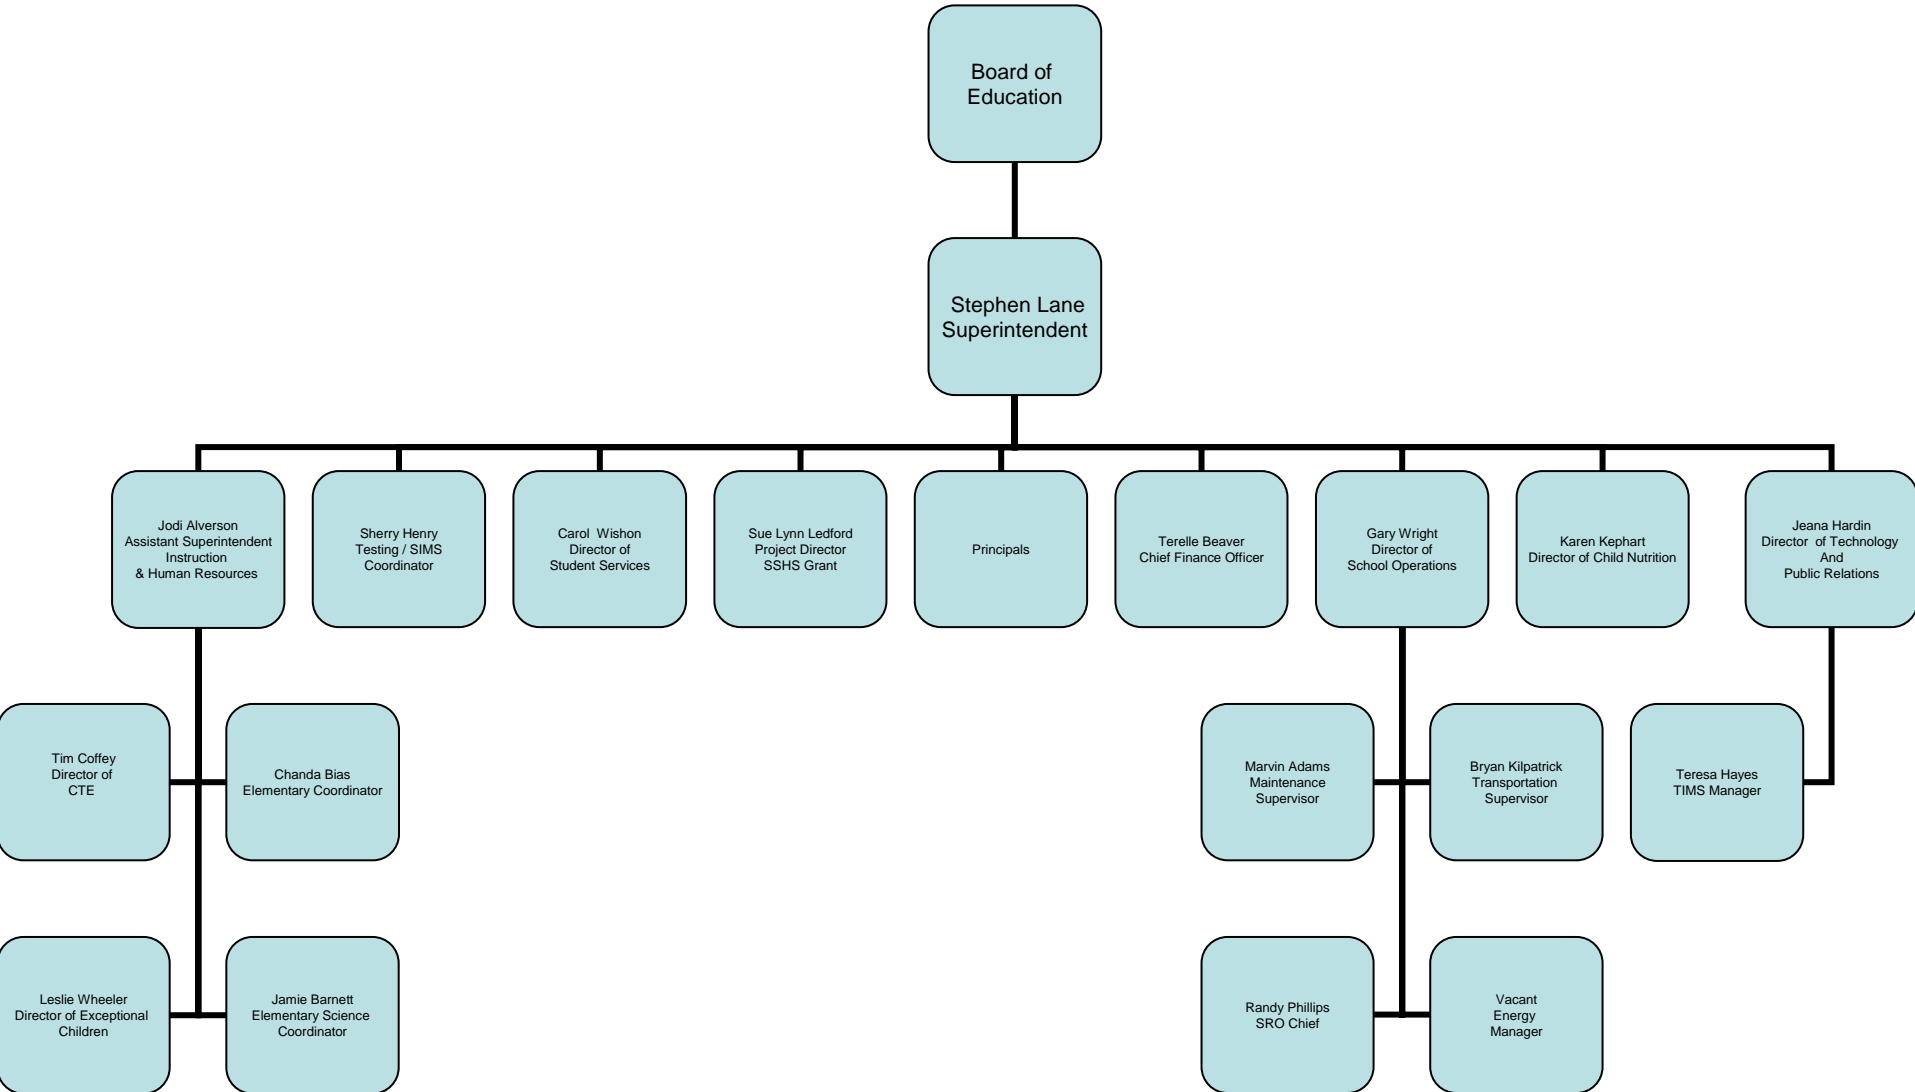 Board of
Education
Stephen Lane
Superintendent
Jodi Alverson
Assistant Superintendent
Instruction
& Human Resources
Sherry Henry
Testing / SIMS
Coordinator
Carol Wishon
Director of
Student Services
Sue Lynn Ledford
Project Director
SSHS Grant
Principals
Terelle Beaver
Chief Finance Officer
Gary Wright
Director of
School Operations
Karen Kephart
Director of Child Nutrition
Jeana Hardin
Director of Technology
And
Public Relations
Tim Coffey
Director of
CTE
Chanda Bias
Elementary Coordinator
Marvin Adams
Maintenance
Supervisor
Bryan Kilpatrick
Transportation
Supervisor
Teresa Hayes
TIMS Manager
Leslie Wheeler
Director of Exceptional
Children
Jamie Barnett
Elementary Science
Coordinator
Randy Phillips
SRO Chief
Vacant
Energy
Manager